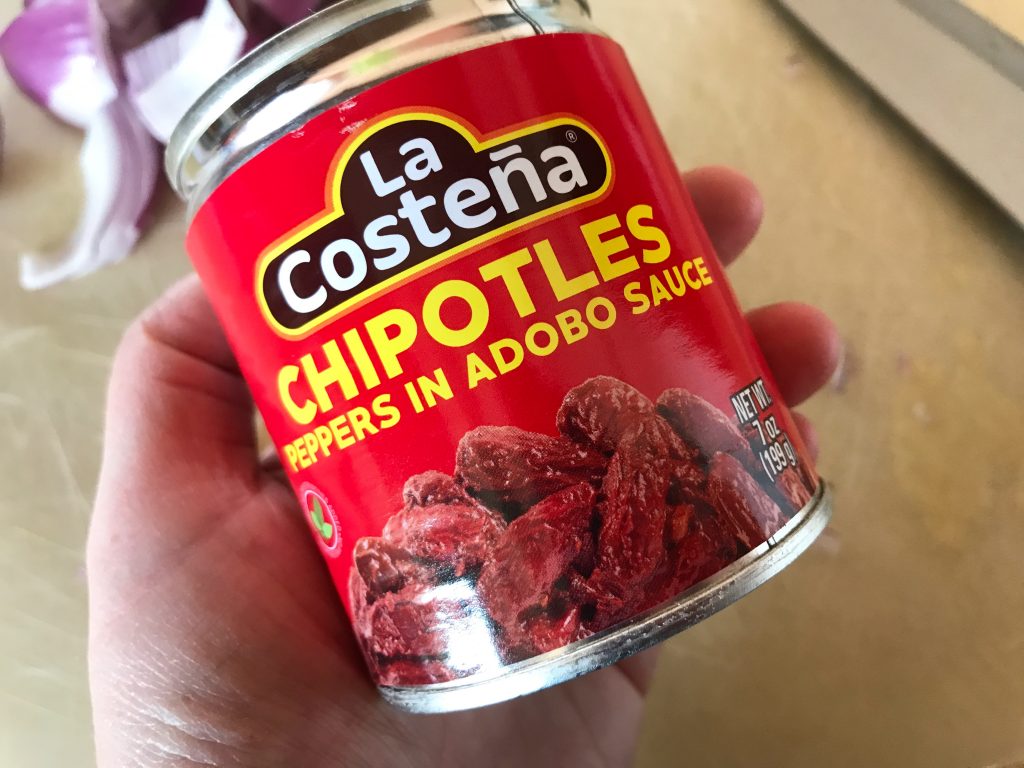 La
Costeña®
CHIPOTLES
PEPPERS IN ADOBO SAUCE
NET WT.
7 oz
(199 g)